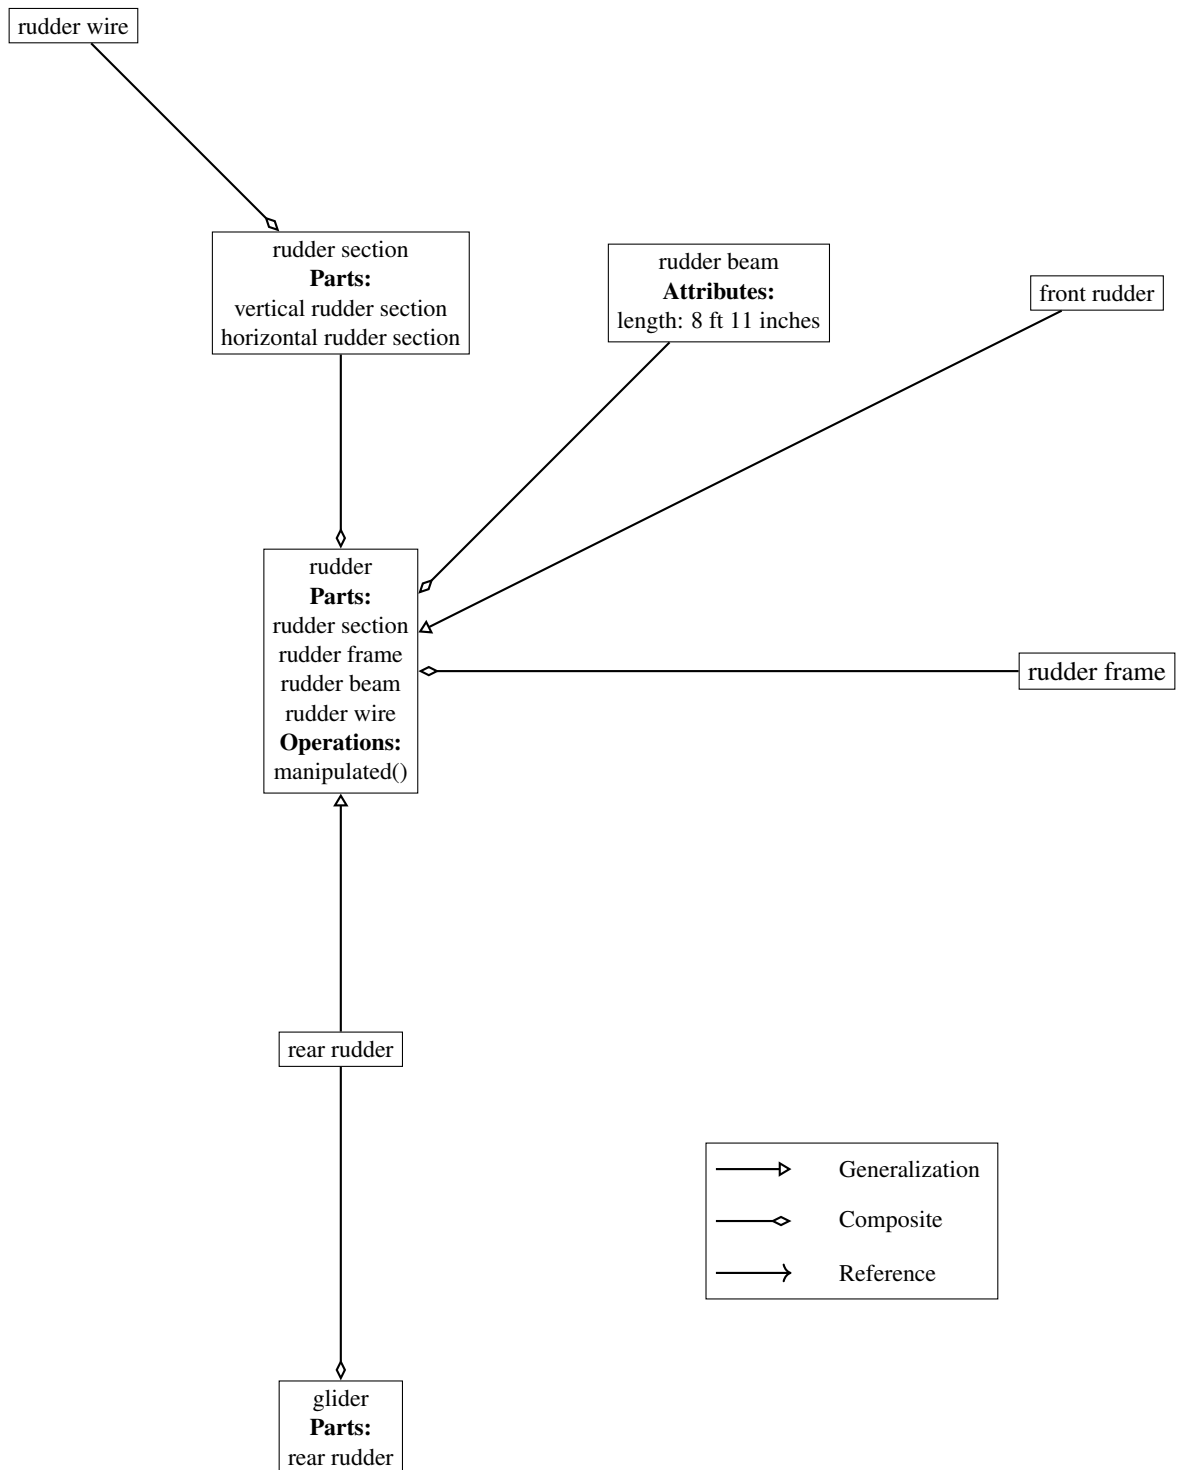 rudder wire
rudder section
Parts:
vertical rudder section
horizontal rudder section
rudder beam
Attributes:
length: 8 ft 11 inches
front rudder
rudder
Parts:
rudder section
rudder frame
rudder beam
rudder wire
Operations:
manipulated()
rudder frame
rear rudder
Generalization
Composite
Reference
glider
Parts:
rear rudder